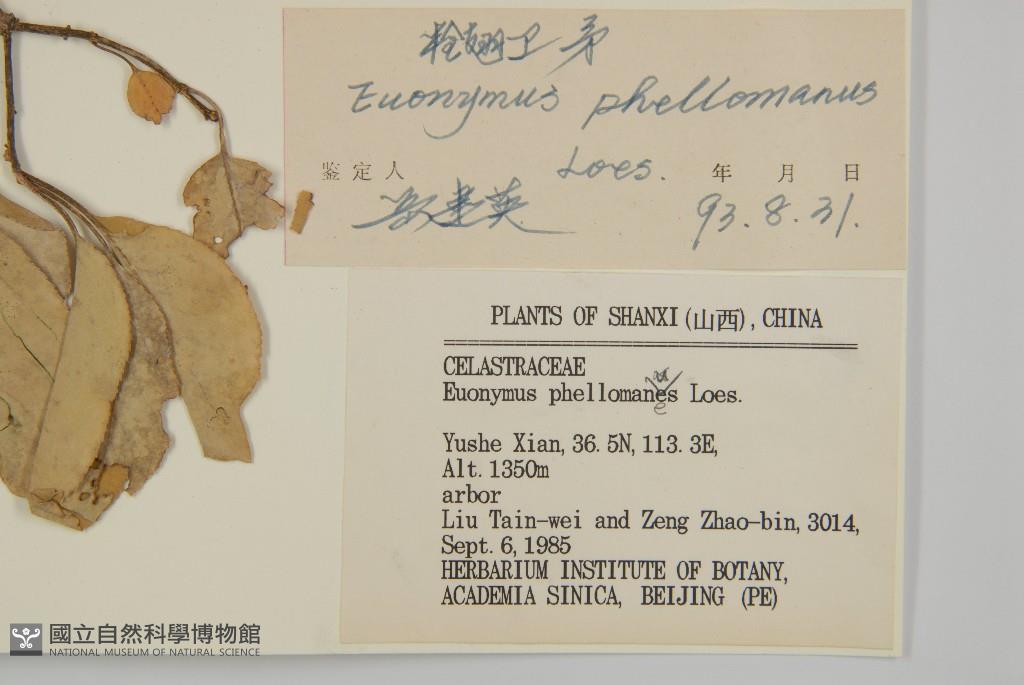 栓翅卫矛
Euonymus phellomanus
Loes.
鉴定人 年 月 日
93.8.31.
PLANTS OF SHANXI(山西), CHINA
CELASTRACEAE
Euonymus phellomanes Loes.
u
e
Yushe Xian, 36. 5N, 113. 3E,
Alt. 1350m
arbor
Liu Tain-wei and Zeng Zhao-bin, 3014,
Sept. 6, 1985
HERBARIUM INSTITUTE OF BOTANY,
ACADEMIA SINICA, BEIJING (PE)
國立自然科學博物館
NATIONAL MUSEUM OF NATURAL SCIENCE